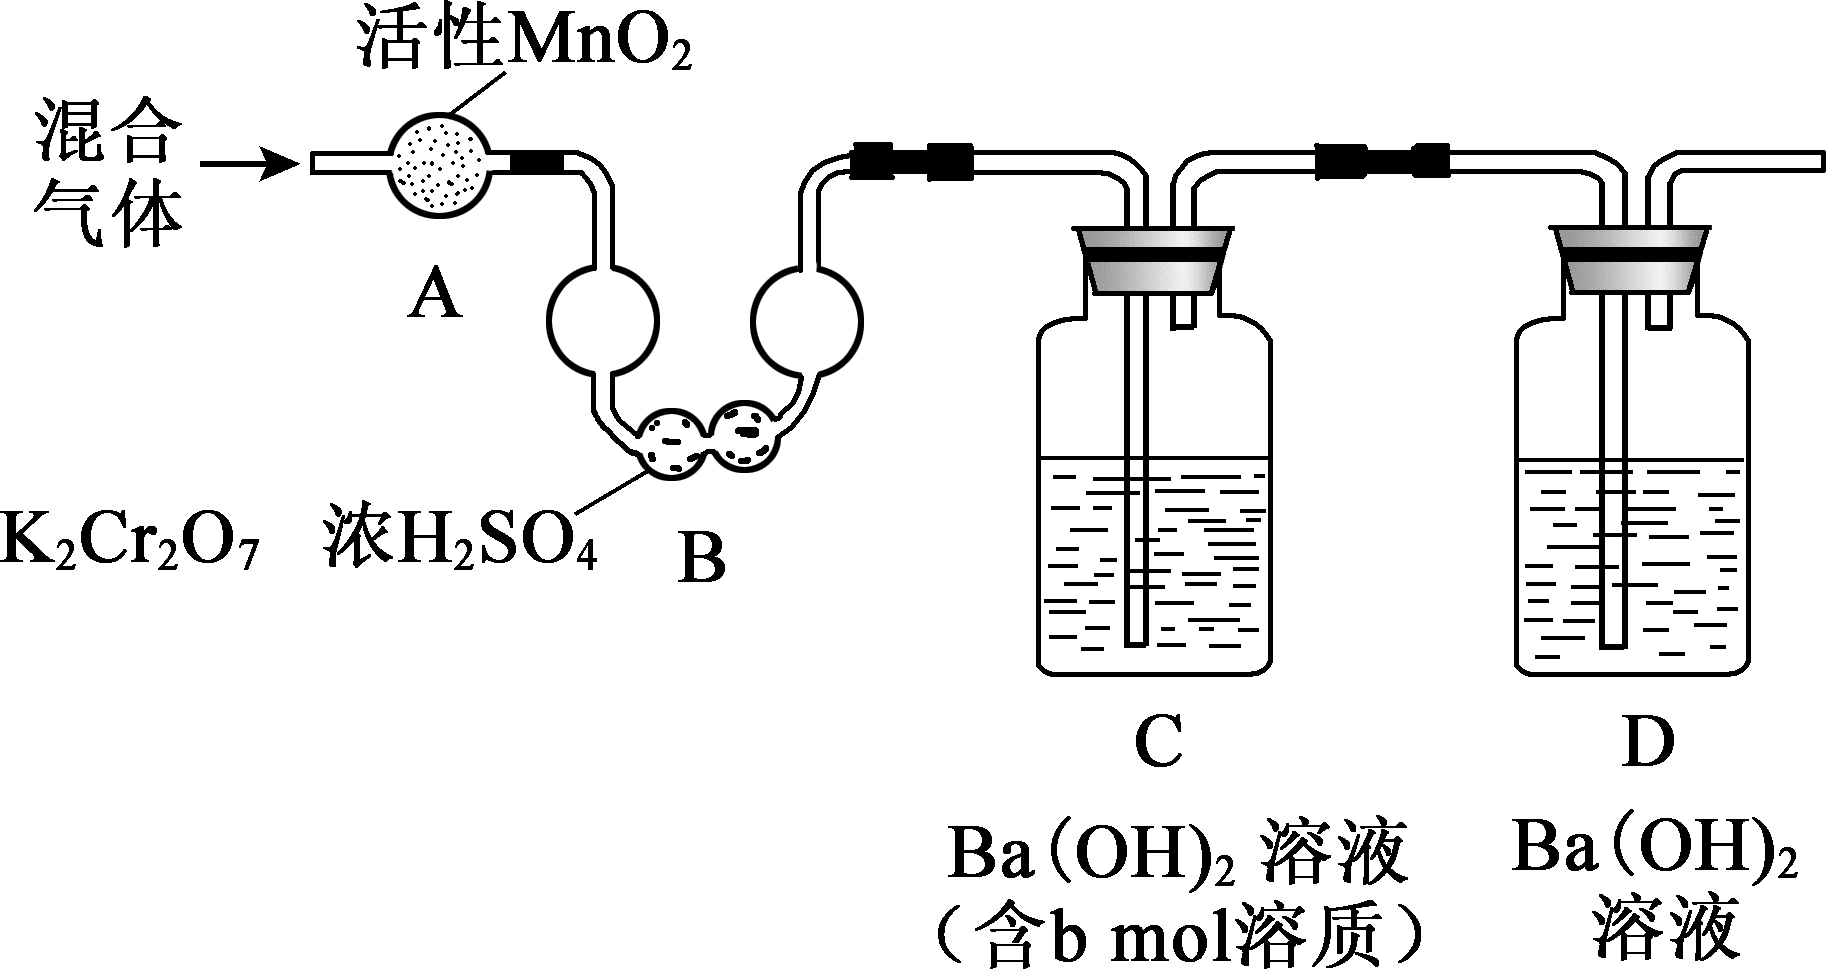 活性MnO₂
混合
气体
A
K₂Cr₂O₇ 浓H₂SO₄
B
C
D
Ba(OH)₂ 溶液
（含b mol溶质）
Ba(OH)₂
溶液